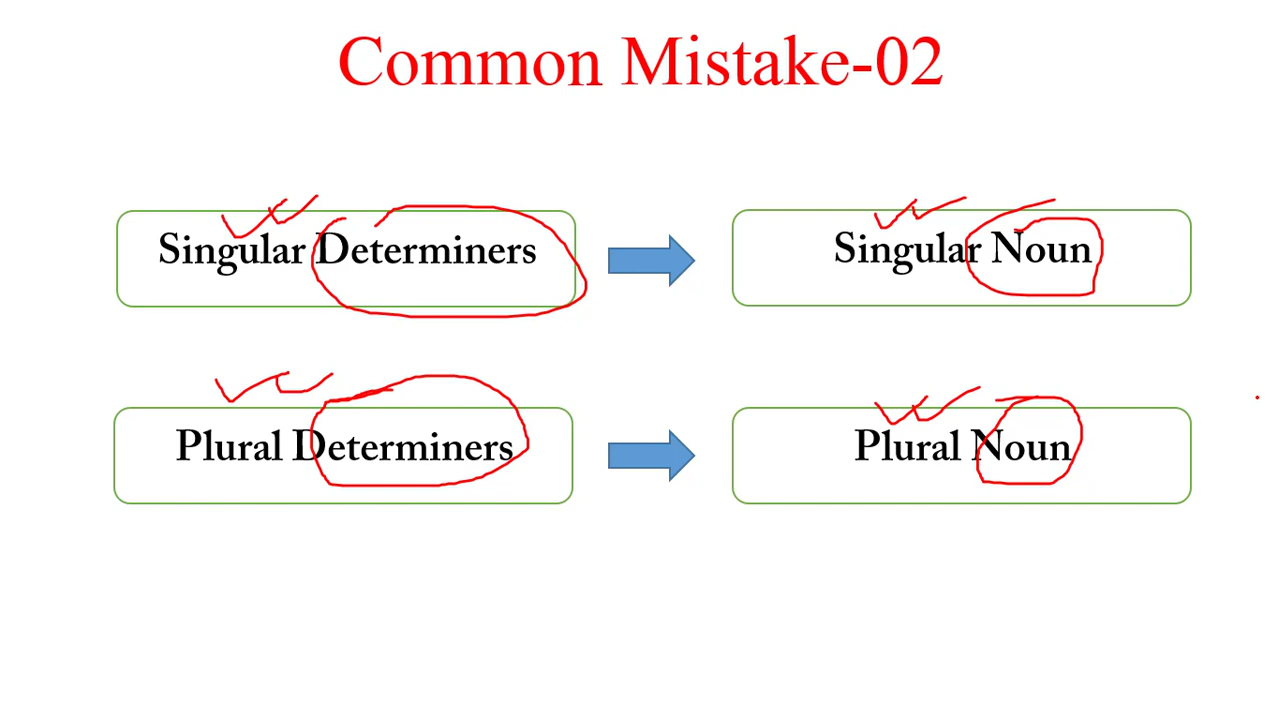 Common Mistake-02
Singular Determiners
Singular Noun
Plural Determiners
Plural Noun